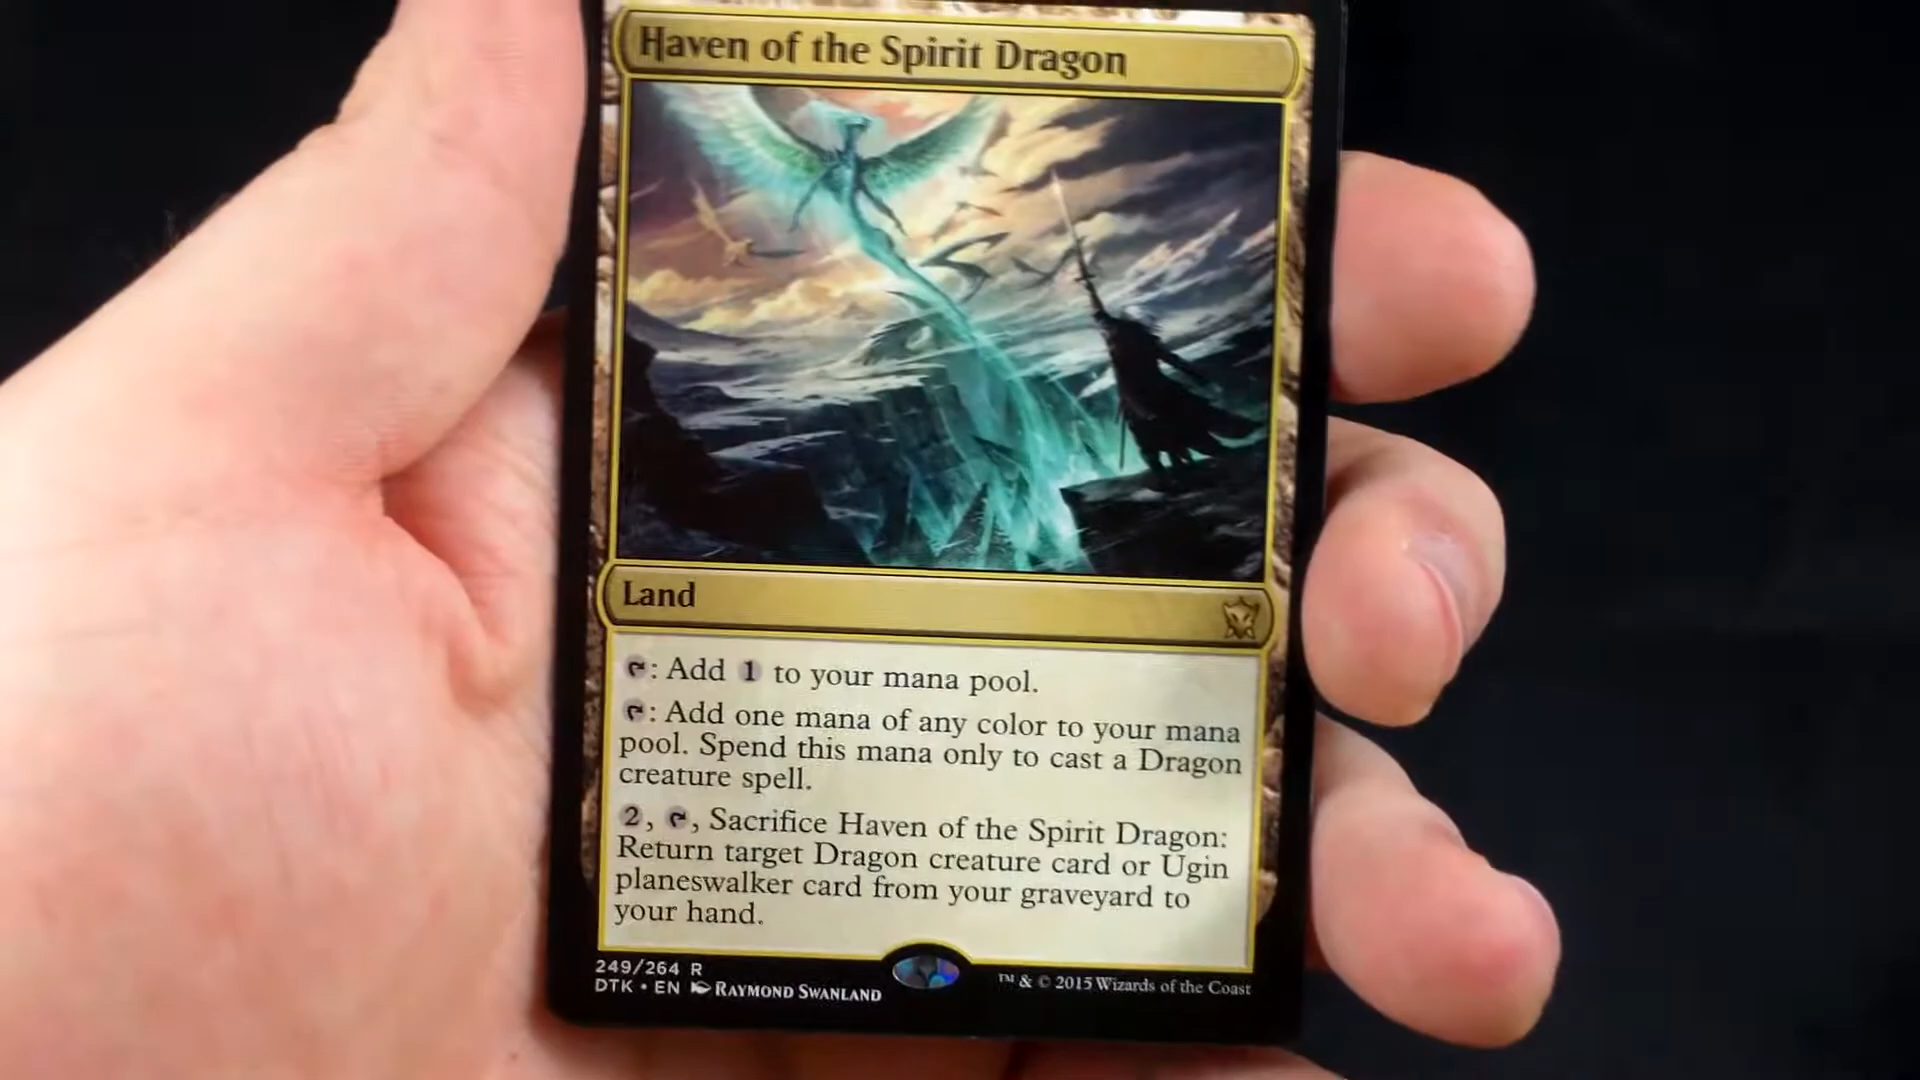 Haven of the Spirit Dragon
Land
: Add 1 to your mana pool.
: Add one mana of any color to your mana
pool. Spend this mana only to cast a Dragon
creature spell.
2, , Sacrifice Haven of the Spirit Dragon:
Return target Dragon creature card or Ugin
planeswalker card from your graveyard to
your hand.
249/264 R
DTK • EN RAYMOND SWANLAND
™ & © 2015 Wizards of the Coast